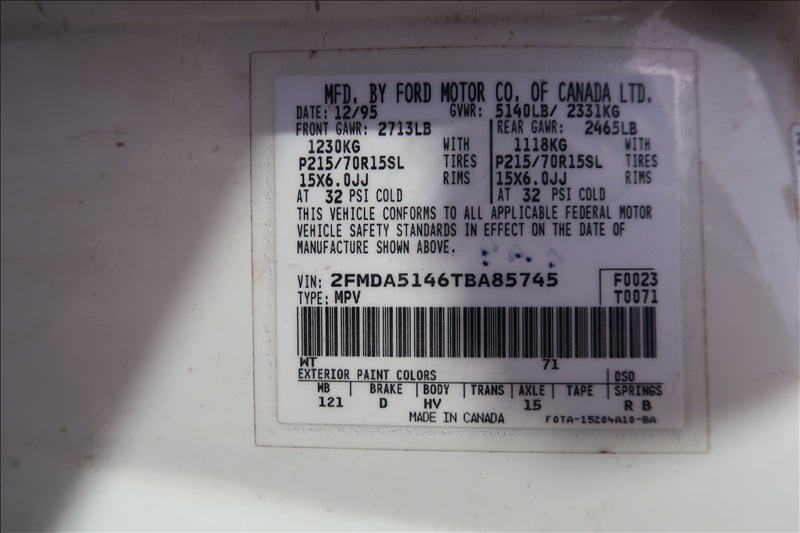 MFD. BY FORD MOTOR CO. OF CANADA LTD.
DATE: 12/95 GVWR: 5140LB/ 2331KG
FRONT GAWR: 2713LB REAR GAWR: 2465LB
1230KG WITH 1118KG WITH
P215/70R15SL TIRES P215/70R15SL TIRES
15X6.0JJ RIMS 15X6.0JJ RIMS
AT 32 PSI COLD AT 32 PSI COLD
THIS VEHICLE CONFORMS TO ALL APPLICABLE FEDERAL MOTOR
VEHICLE SAFETY STANDARDS IN EFFECT ON THE DATE OF
MANUFACTURE SHOWN ABOVE.
VIN: 2FMDA5146TBA85745 F0023
TYPE: MPV T0071
WT 71
EXTERIOR PAINT COLORS DSO
WB BRAKE BODY TRANS AXLE TAPE SPRINGS
121 D HV 15 R B
MADE IN CANADA F0TA-15204A10-BA